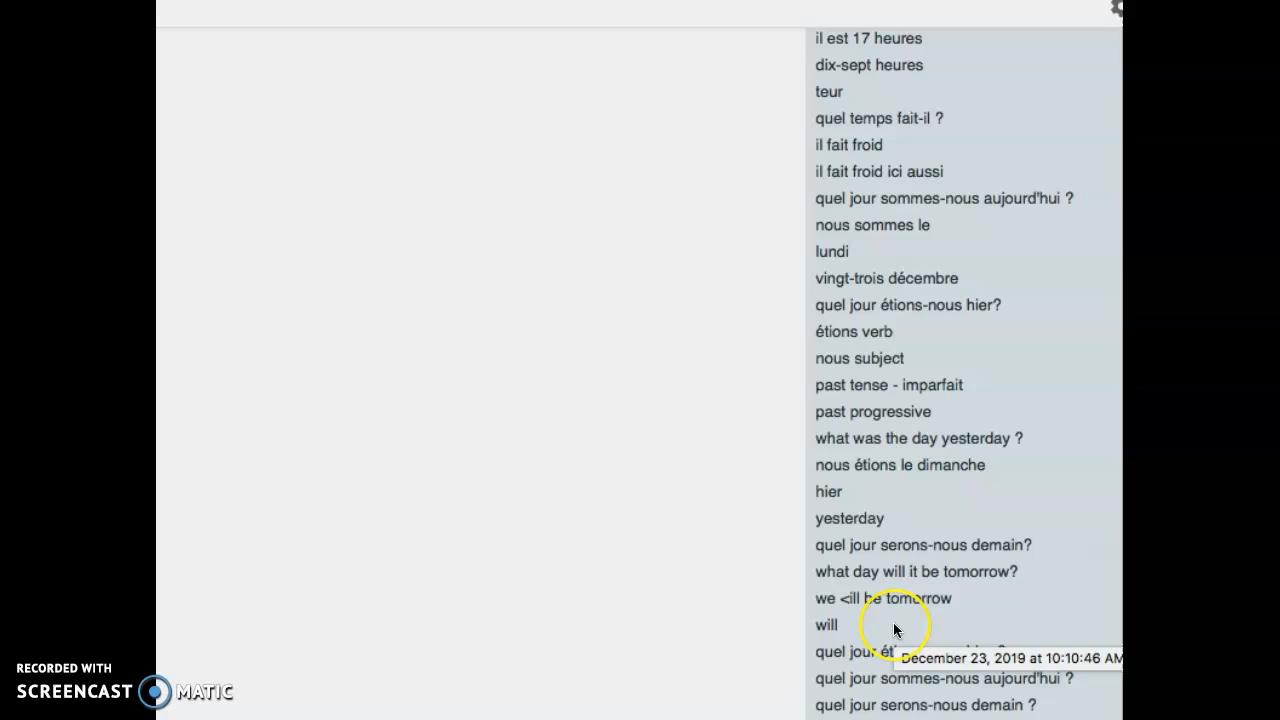 il est 17 heures
dix-sept heures
teur
quel temps fait-il ?
il fait froid
il fait froid ici aussi
quel jour sommes-nous aujourd'hui ?
nous sommes le
lundi
vingt-trois décembre
quel jour étions-nous hier?
étions verb
nous subject
past tense - imparfait
past progressive
what was the day yesterday ?
nous étions le dimanche
hier
yesterday
quel jour serons-nous demain?
what day will it be tomorrow?
we <ill be tomorrow
will
quel jour
December 23, 2019 at 10:10:46 AM
quel jour sommes-nous aujourd'hui ?
quel jour serons-nous demain ?
RECORDED WITH
SCREENCAST MATIC